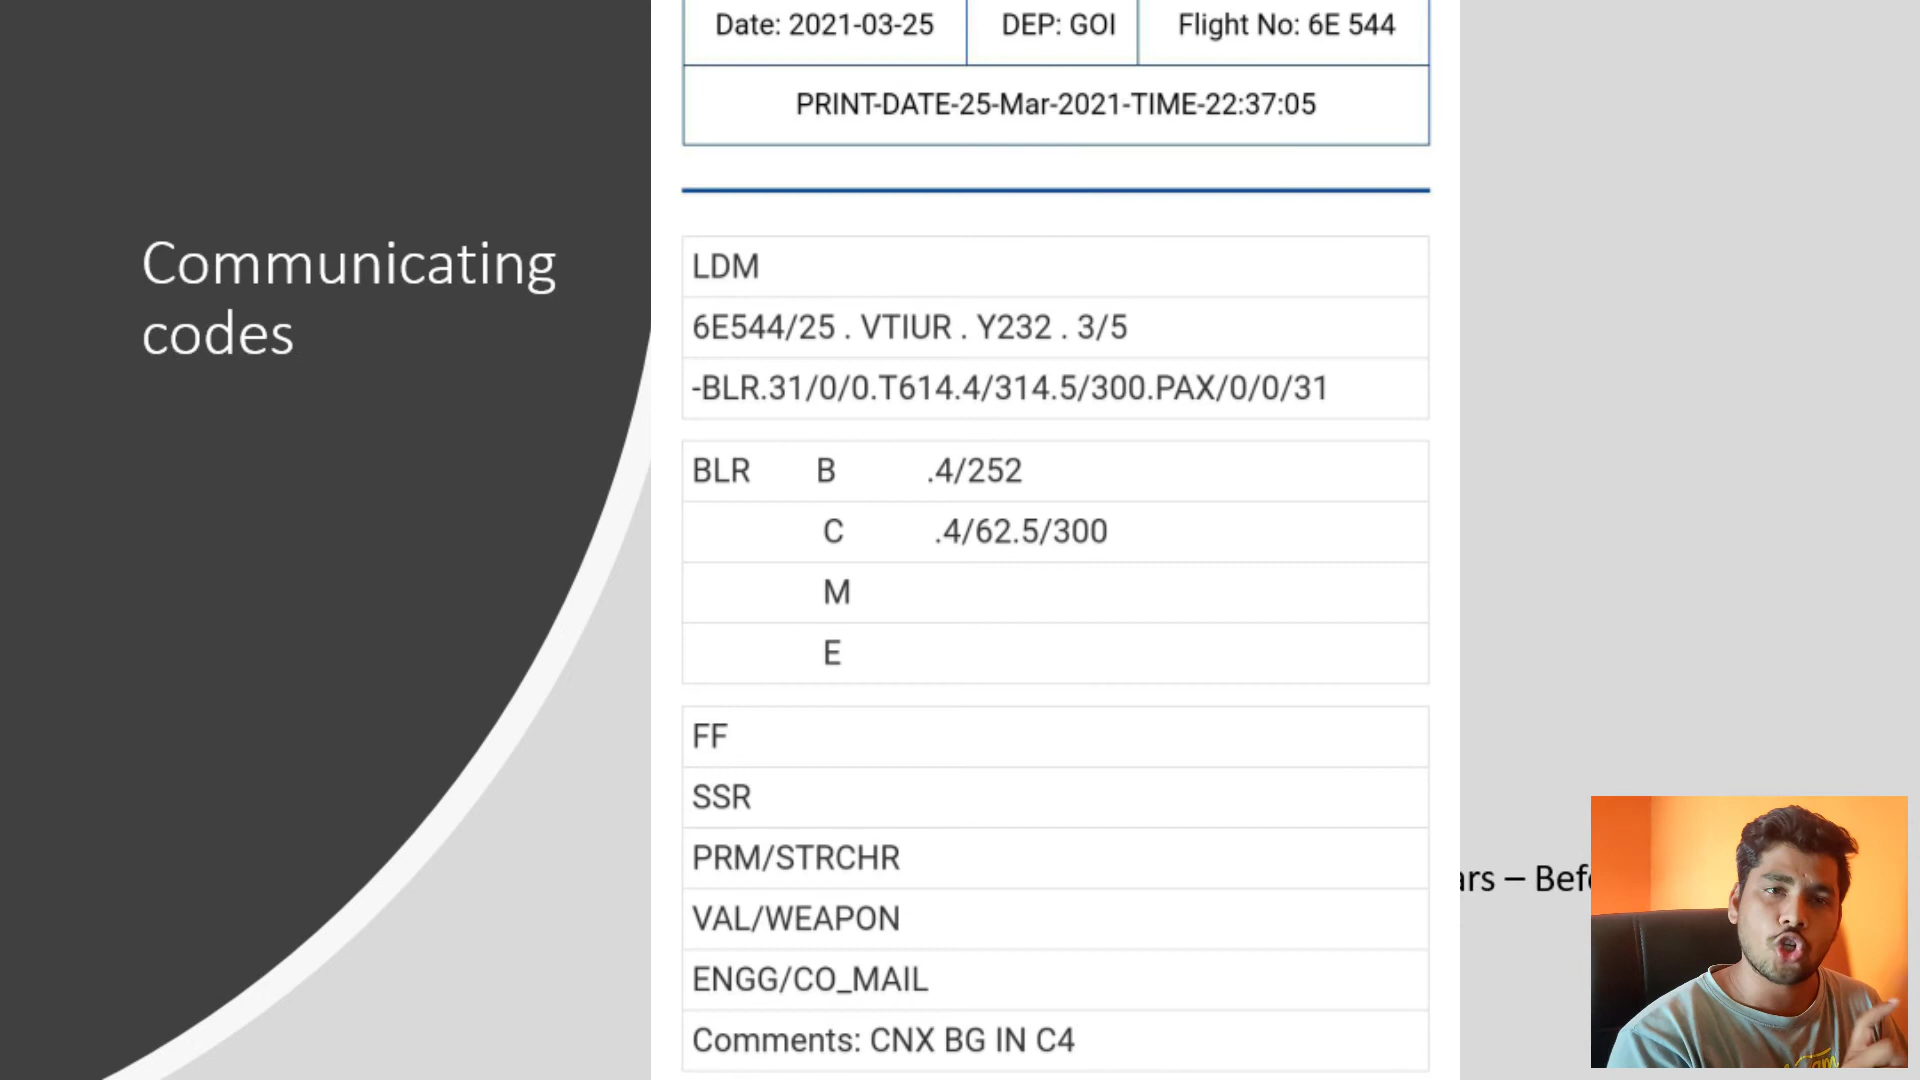 Communicating
codes
Date: 2021-03-25 DEP: GOI Flight No: 6E 544
PRINT-DATE-25-Mar-2021-TIME-22:37:05
LDM
6E544/25 . VTIUR . Y232 . 3/5
-BLR.31/0/0.T614.4/314.5/300.PAX/0/0/31
BLR B .4/252
C .4/62.5/300
M
E
FF
SSR
PRM/STRCHR
VAL/WEAPON
ENGG/CO_MAIL
Comments: CNX BG IN C4